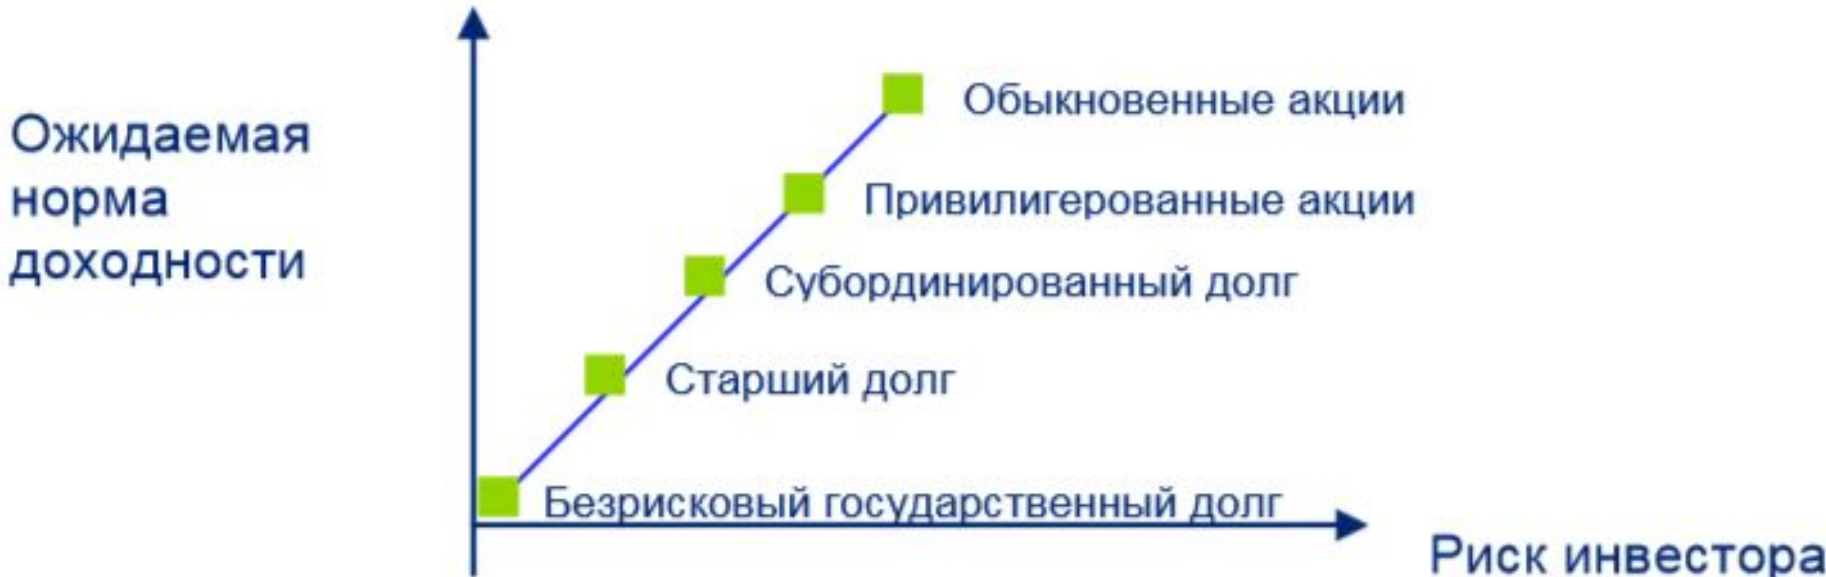 Ожидаемая
норма
доходности
Обыкновенные акции
Привилигерованные акции
Субординированный долг
Старший долг
Безрисковый государственный долг
Риск инвестора